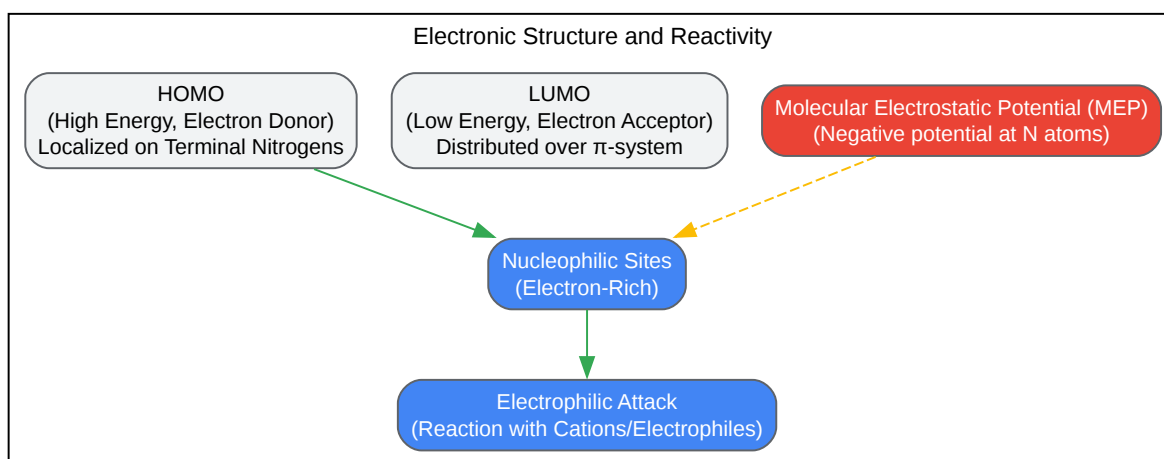 Electronic Structure and Reactivity
HOMO
(High Energy, Electron Donor)
Localized on Terminal Nitrogens
LUMO
(Low Energy, Electron Acceptor)
Distributed over π-system
Molecular Electrostatic Potential (MEP)
(Negative potential at N atoms)
Nucleophilic Sites
(Electron-Rich)
Electrophilic Attack
(Reaction with Cations/Electrophiles)